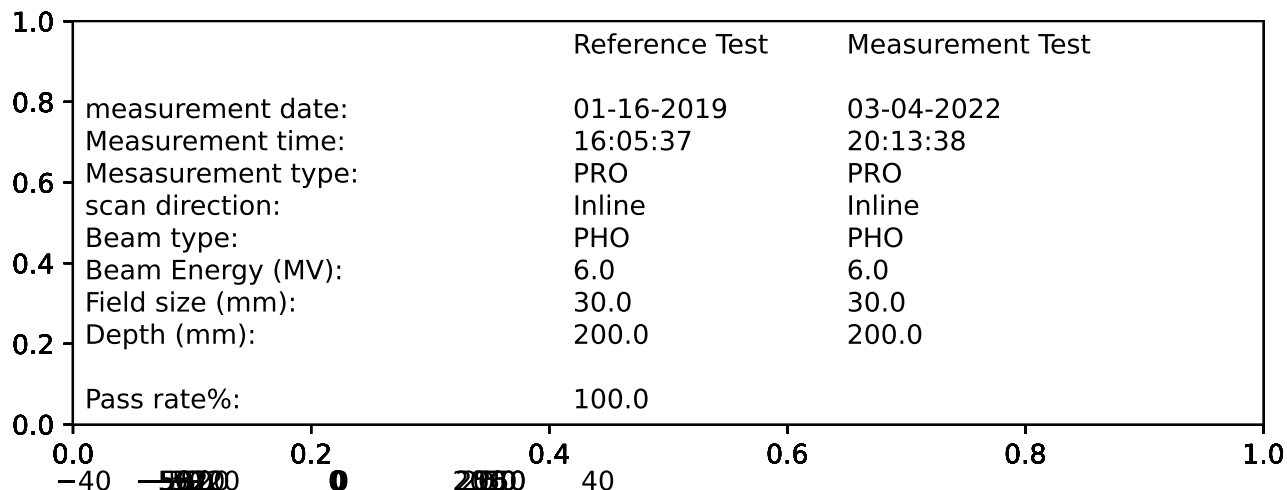 1.0
Reference Test Measurement Test
0.8
measurement date: 01-16-2019 03-04-2022
Measurement time: 16:05:37 20:13:38
0.6
Mesasurement type: PRO PRO
scan direction: Inline Inline
Beam type: PHO PHO
0.4
Beam Energy (MV): 6.0 6.0
Field size (mm): 30.0 30.0
0.2
Depth (mm): 200.0 200.0
Pass rate%: 100.0
0.0
0.0 0.2 0.4 0.6 0.8 1.0
−40 0 40